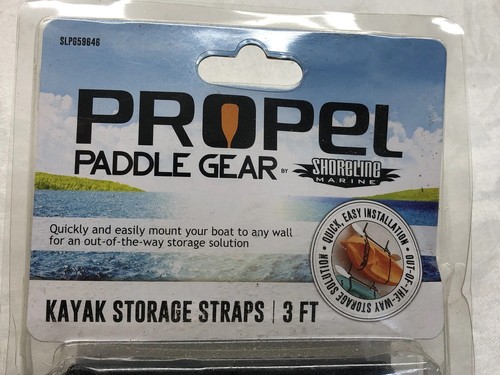 SLPG59646
PROPEL
PADDLE GEAR BY SHORELINE
MARINE
Quickly and easily mount your boat to any wall
for an out-of-the-way storage solution
• QUICK, EASY INSTALLATION • OUT-OF-THE-WAY STORAGE SOLUTION
KAYAK STORAGE STRAPS | 3 FT